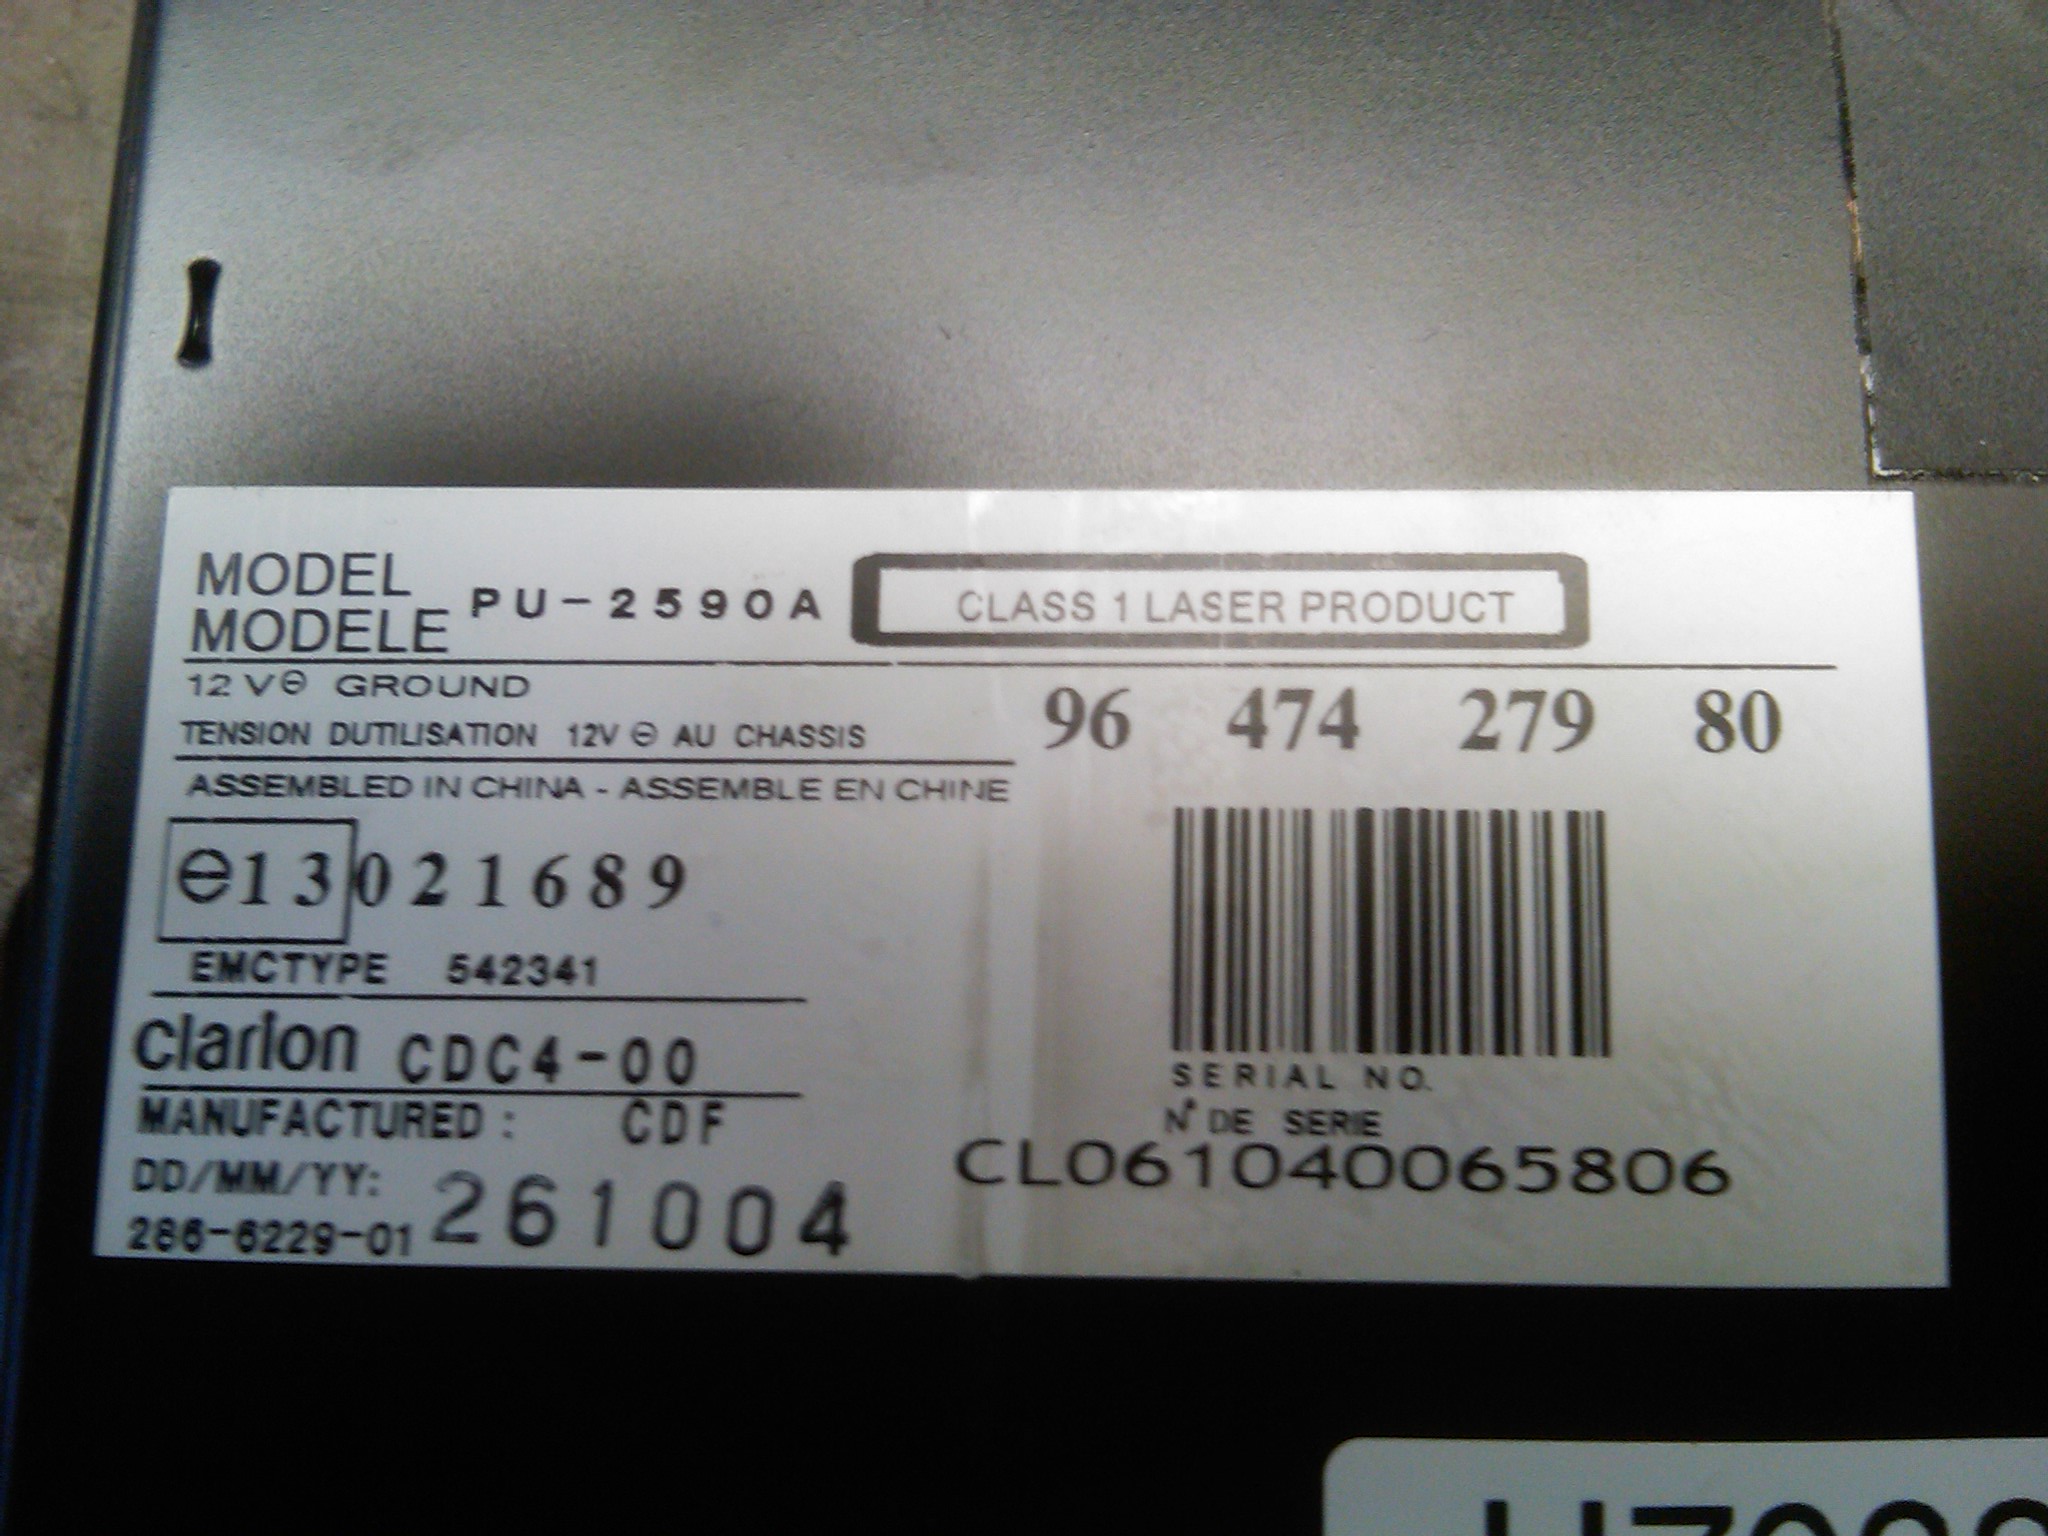 MODEL
MODELE PU-2590A CLASS 1 LASER PRODUCT
12 V⊖ GROUND
TENSION DUTILISATION 12V ⊖ AU CHASSIS
96 474 279 80
ASSEMBLED IN CHINA - ASSEMBLE EN CHINE
e13 021689
EMCTYPE 542341
Clarion CDC4-00
MANUFACTURED : CDF
DD/MM/YY: 261004
286-6229-01
SERIAL NO.
N° DE SERIE
CL061040065806